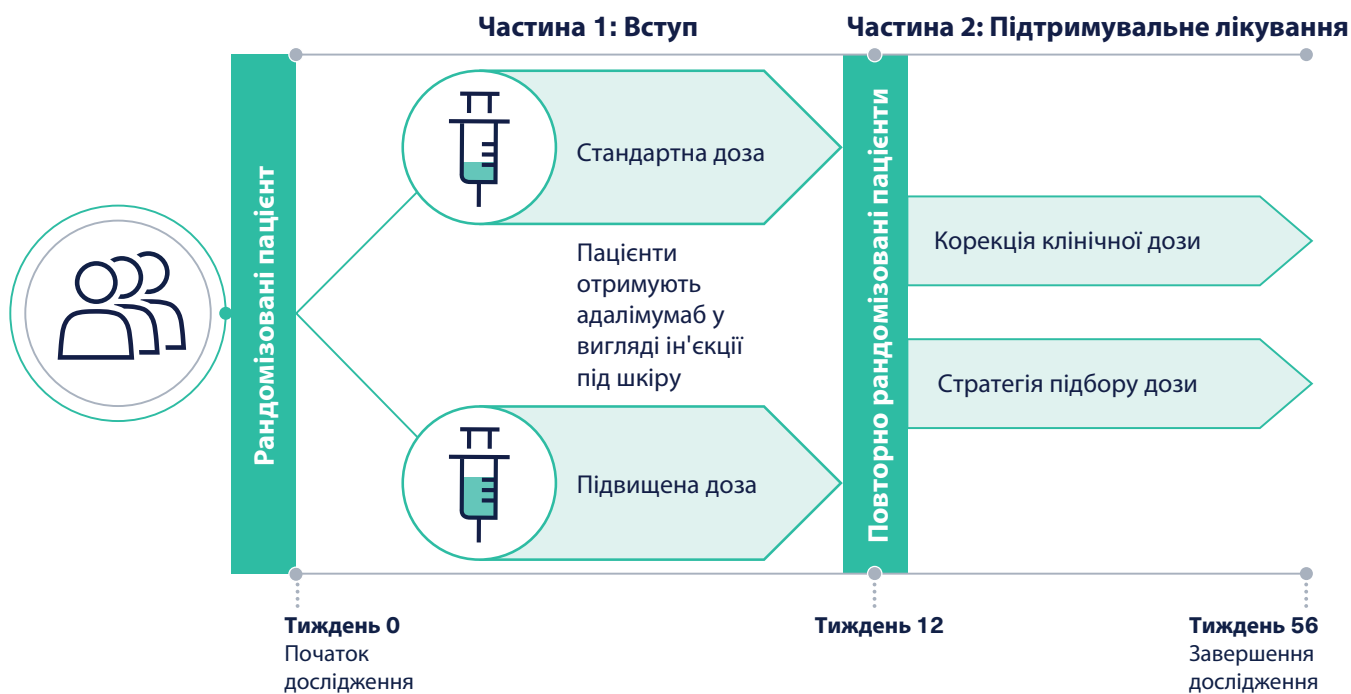 Частина 1: Вступ
Частина 2: Підтримувальне лікування
Рандомізовані пацієнт
Стандартна доза
Пацієнти
отримують
адалімумаб у
вигляді ін'єкції
під шкіру
Підвищена доза
Повторно рандомізовані пацієнти
Корекція клінічної дози
Стратегія підбору дози
Тиждень 0
Початок
дослідження
Тиждень 12
Тиждень 56
Завершення
дослідження